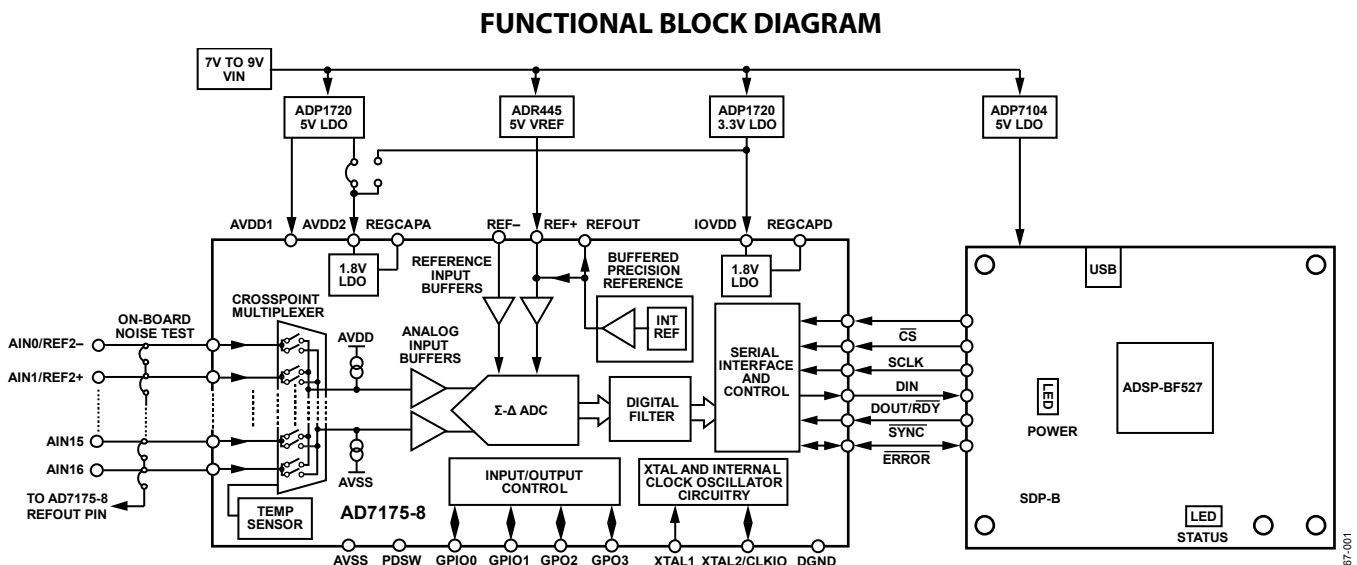 FUNCTIONAL BLOCK DIAGRAM
7V TO 9V
VIN
ADP1720
5V LDO
ADR445
5V VREF
ADP1720
3.3V LDO
ADP7104
5V LDO
AVDD1
AVDD2
REGCAPA
REF–
REF+
REFOUT
IOVDD
REGCAPD
1.8V
LDO
REFERENCE
INPUT
BUFFERS
BUFFERED
PRECISION
REFERENCE
INT
REF
1.8V
LDO
USB
CROSSPOINT
MULTIPLEXER
ON-BOARD
NOISE TEST
AVDD
ANALOG
INPUT
BUFFERS
AIN0/REF2–
AIN1/REF2+
AIN15
AIN16
TO AD7175-8
REFOUT PIN
Σ-Δ ADC
DIGITAL
FILTER
SERIAL
INTERFACE
AND
CONTROL
CS
SCLK
DIN
DOUT/RDY
SYNC
ERROR
ADSP-BF527
LED
POWER
AVSS
TEMP
SENSOR
AD7175-8
INPUT/OUTPUT
CONTROL
XTAL AND INTERNAL
CLOCK OSCILLATOR
CIRCUITRY
SDP-B
LED
STATUS
AVSS
PDSW
GPIO0
GPIO1
GPO2
GPO3
XTAL1
XTAL2/CLKIO
DGND
67-001